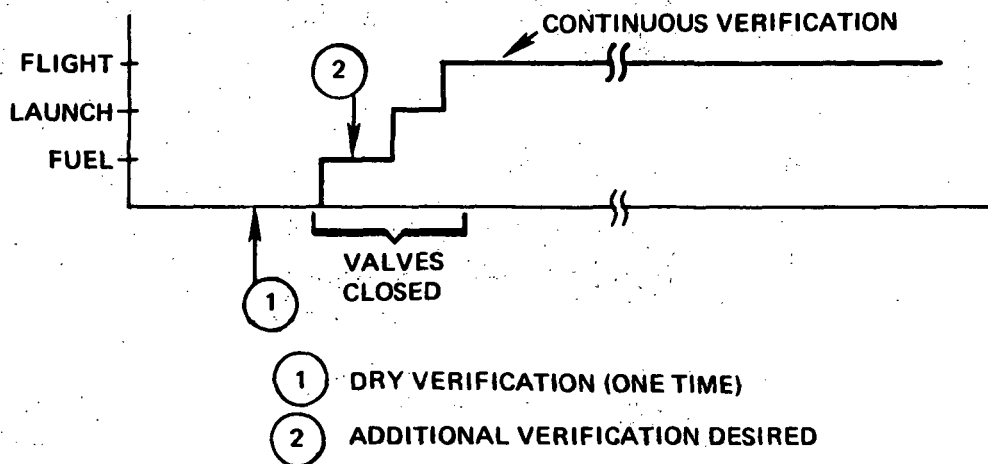 CONTINUOUS VERIFICATION
FLIGHT
2
LAUNCH
FUEL
VALVES
CLOSED
1
1 DRY VERIFICATION (ONE TIME)
2 ADDITIONAL VERIFICATION DESIRED